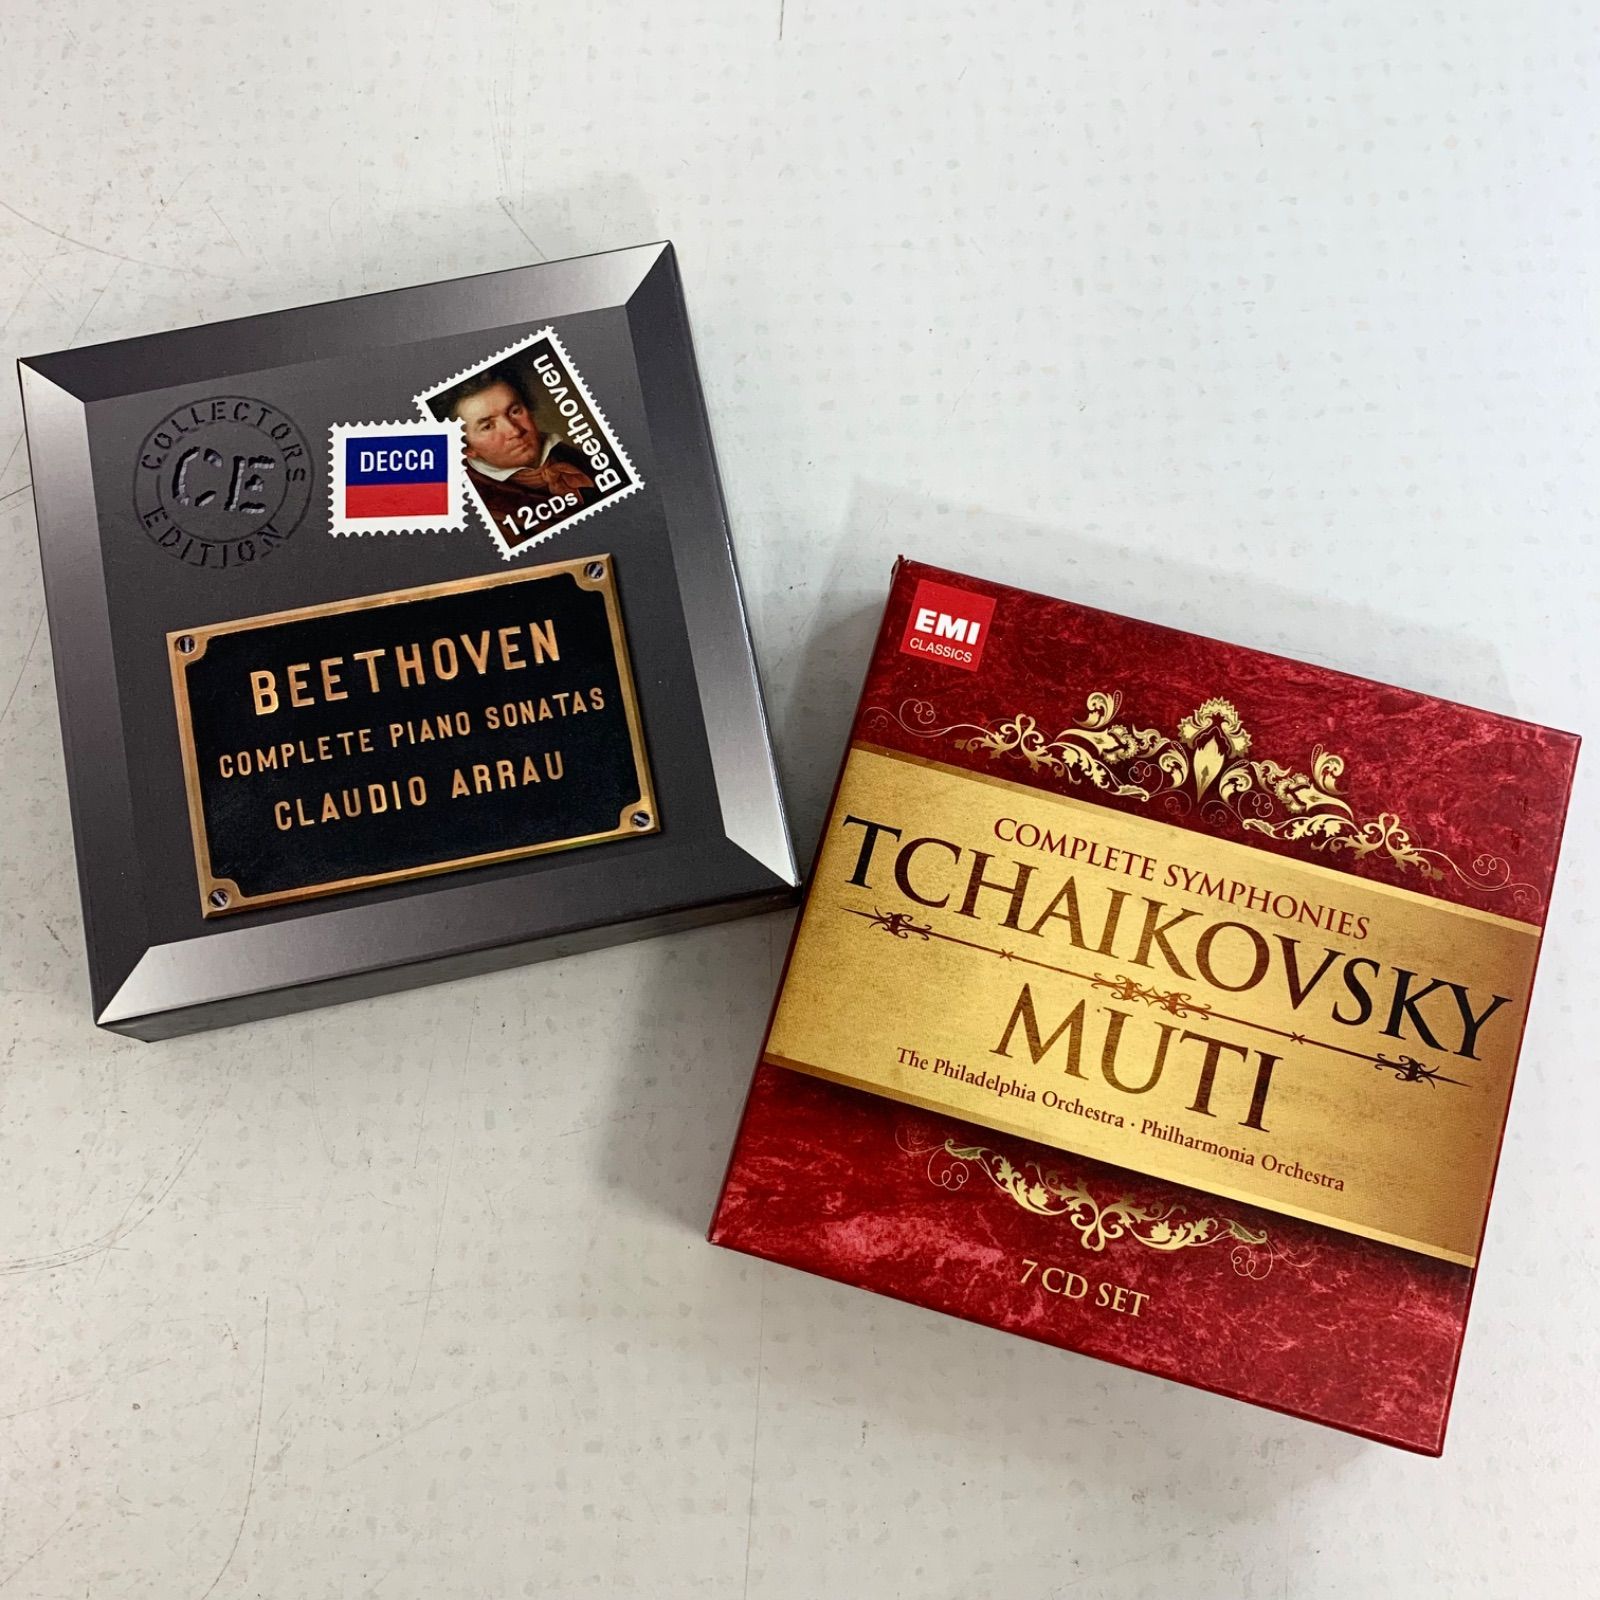 COLLECTORS
CE
EDITION
DECCA
Beethoven
12CDs
BEETHOVEN
COMPLETE PIANO SONATAS
CLAUDIO ARRAU
EMI
CLASSICS
COMPLETE SYMPHONIES
TCHAIKOVSKY
MUTI
The Philadelphia Orchestra · Philharmonia Orchestra
7 CD SET